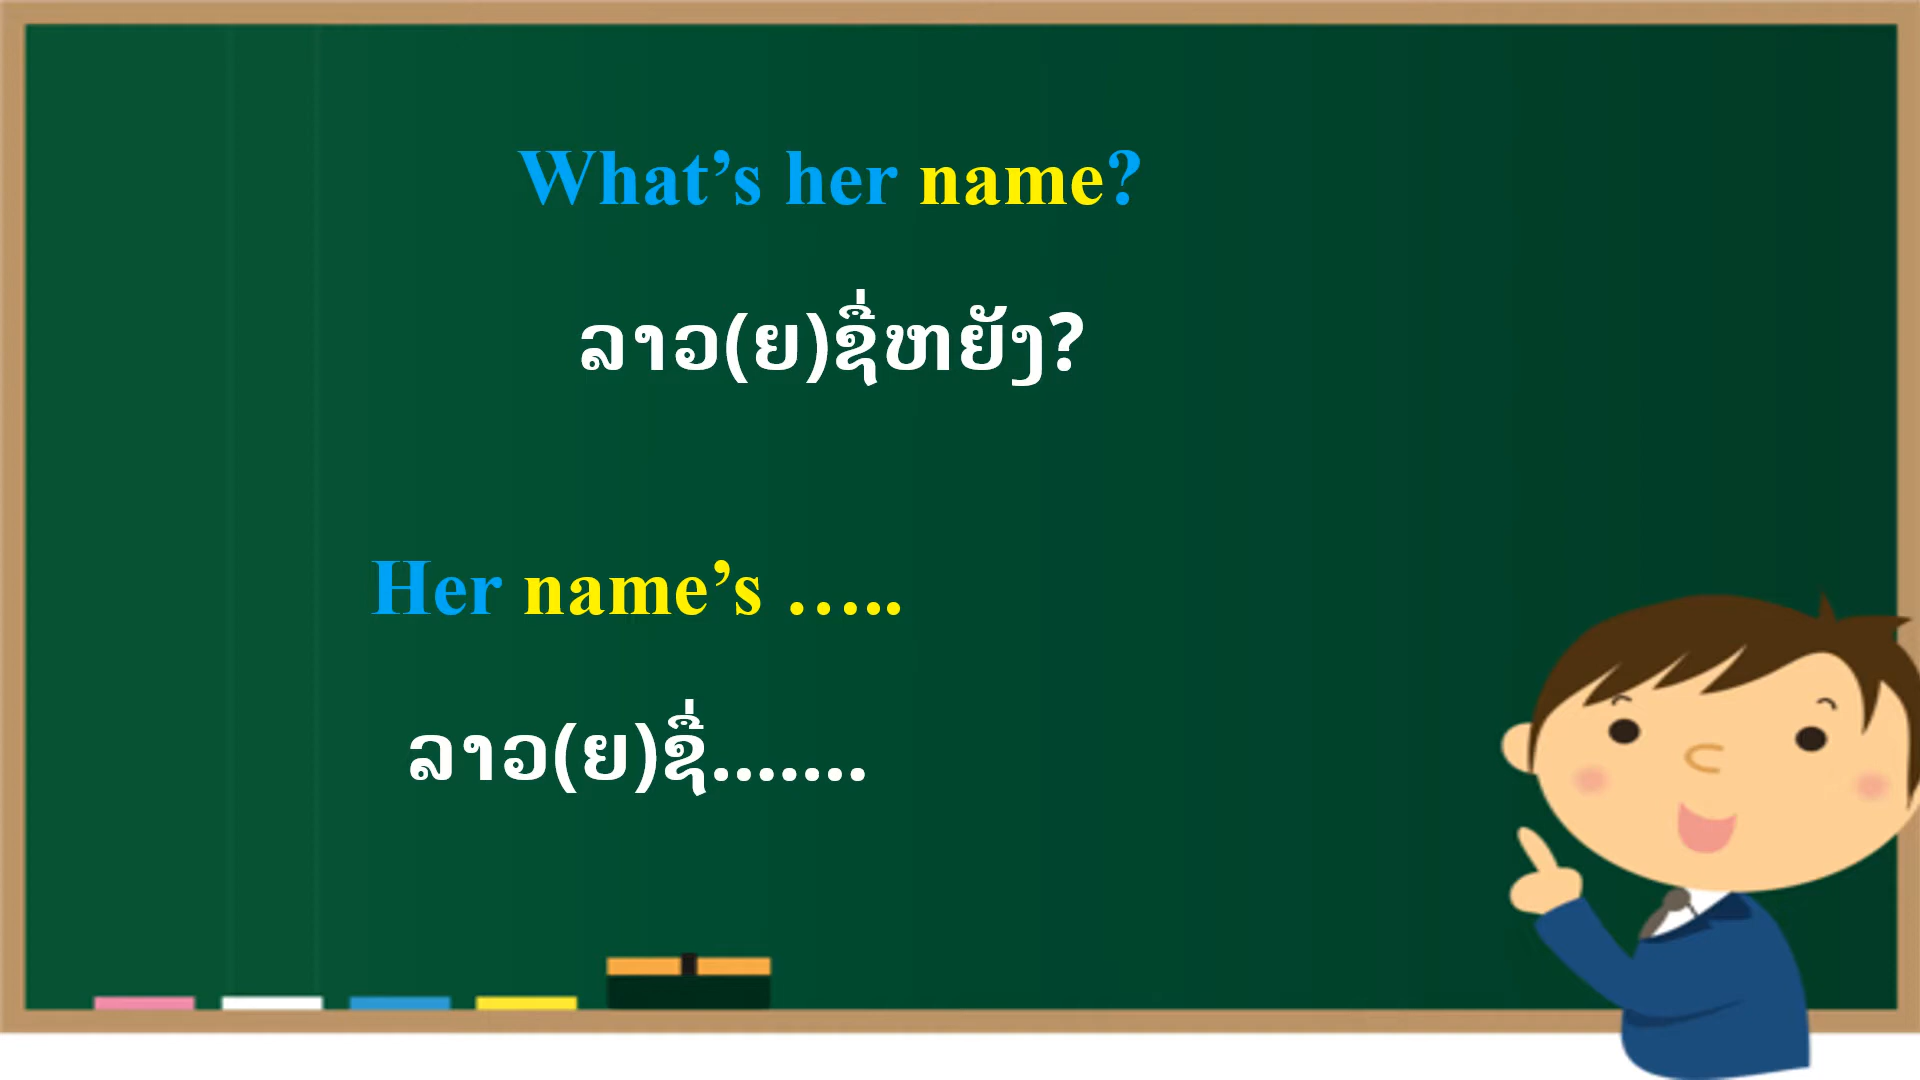 What’s her name?
ລາວ(ຍ)ຊື່ຫຍັງ?
Her name’s …..
ລາວ(ຍ)ຊື່.......